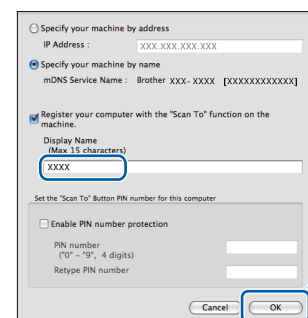 Specify your machine by address
IP Address : XXX.XXX.XXX.XXX
Specify your machine by name
mDNS Service Name : Brother XXX-XXXX [XXXXXXXXXXXX]
Register your computer with the "Scan To" function on the
machine.
Display Name
(Max 15 characters)
XXXX
Set the "Scan To" Button PIN number for this computer
Enable PIN number protection
PIN number
("0" - "9", 4 digits)
Retype PIN number
Cancel OK